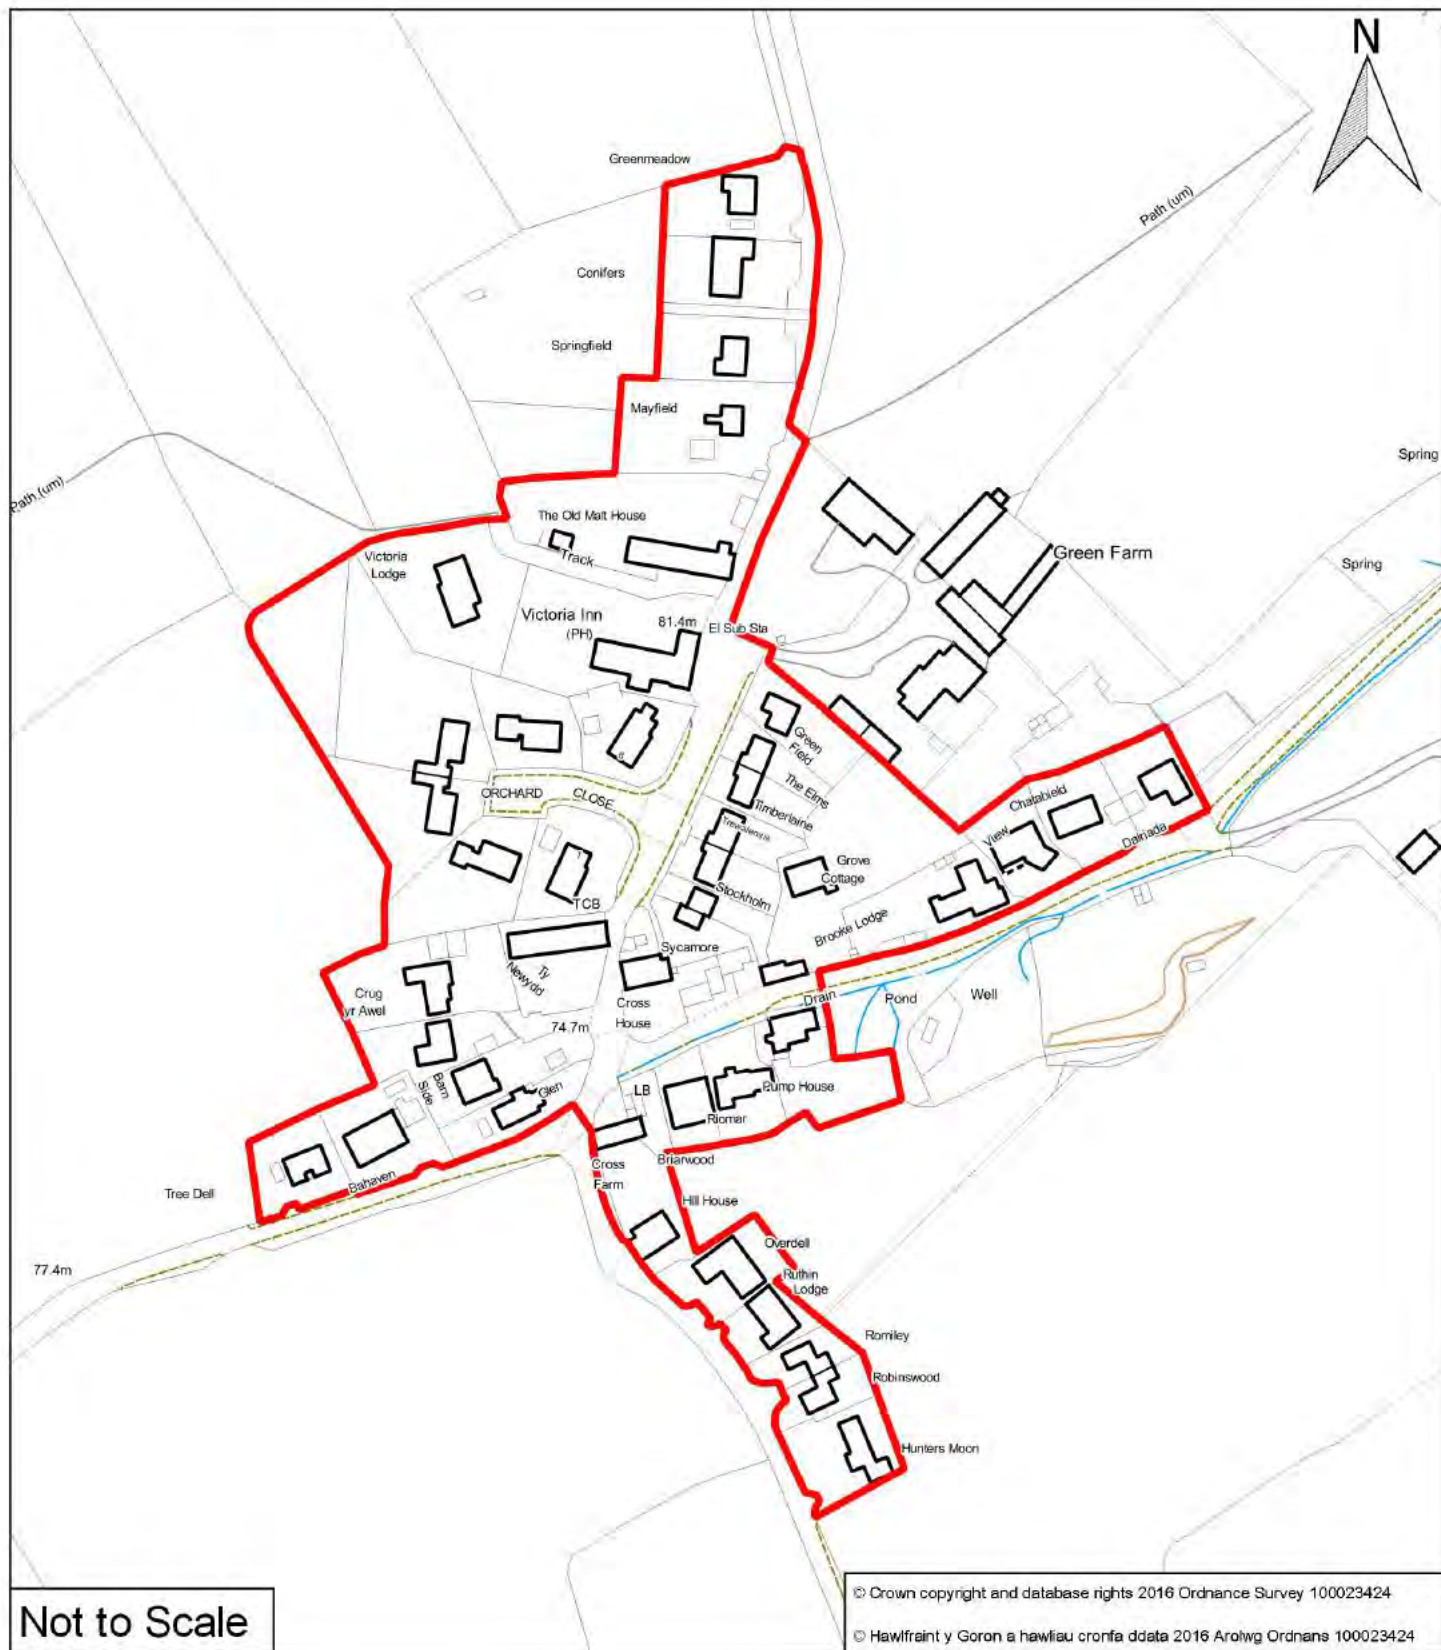 N
Greenmeadow
Path (um)
Conifers
Springfield
Mayfield
Spring
Path (um)
The Old Malt House
Track
Green Farm
Victoria
Lodge
Spring
Victoria Inn
(PH)
81.4m
El Sub Sta
Green
Field
The Elms
ORCHARD
CLOSE
Timberlaine
Chatabield
View
Dalriada
Grove
Cottage
Stockholm
TCB
Brooke Lodge
Sycamore
Ty
Newydd
Crug
yr Awel
Cross
House
Drain
Pond
Well
74.7m
Barn
Side
Glen
LB
Pump House
Riomar
Briarwood
Cross
Farm
Bahaven
Tree Dell
Hill House
Overdell
77.4m
Ruthin
Lodge
Romiley
Robinswood
Hunters Moon
Not to Scale
© Crown copyright and database rights 2016 Ordnance Survey 100023424
© Hawlfraint y Goron a hawliau cronfa ddata 2016 Arolwg Ordnans 100023424